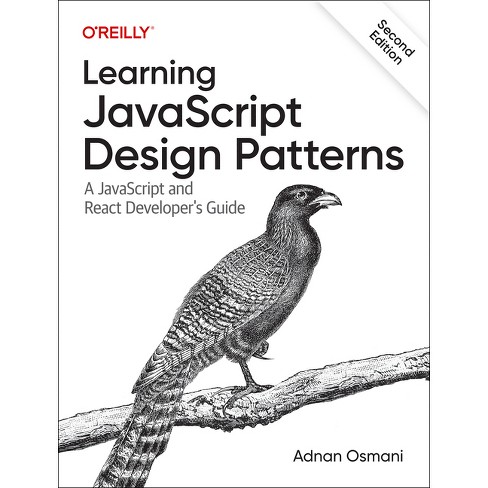 O'REILLY®
Second
Edition
Learning
JavaScript
Design Patterns
A JavaScript and
React Developer's Guide
Adnan Osmani